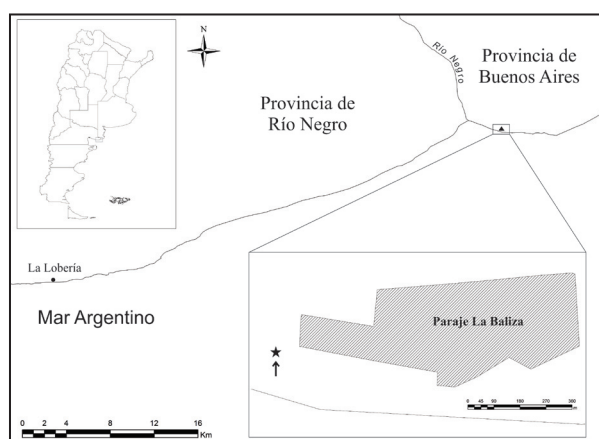 N
Río Negro
Provincia de
Buenos Aires
Provincia de
Río Negro
La Lobería
Mar Argentino
Paraje La Baliza
0 45 90 180 270 360
m
0 2 4 8 12 16
Km